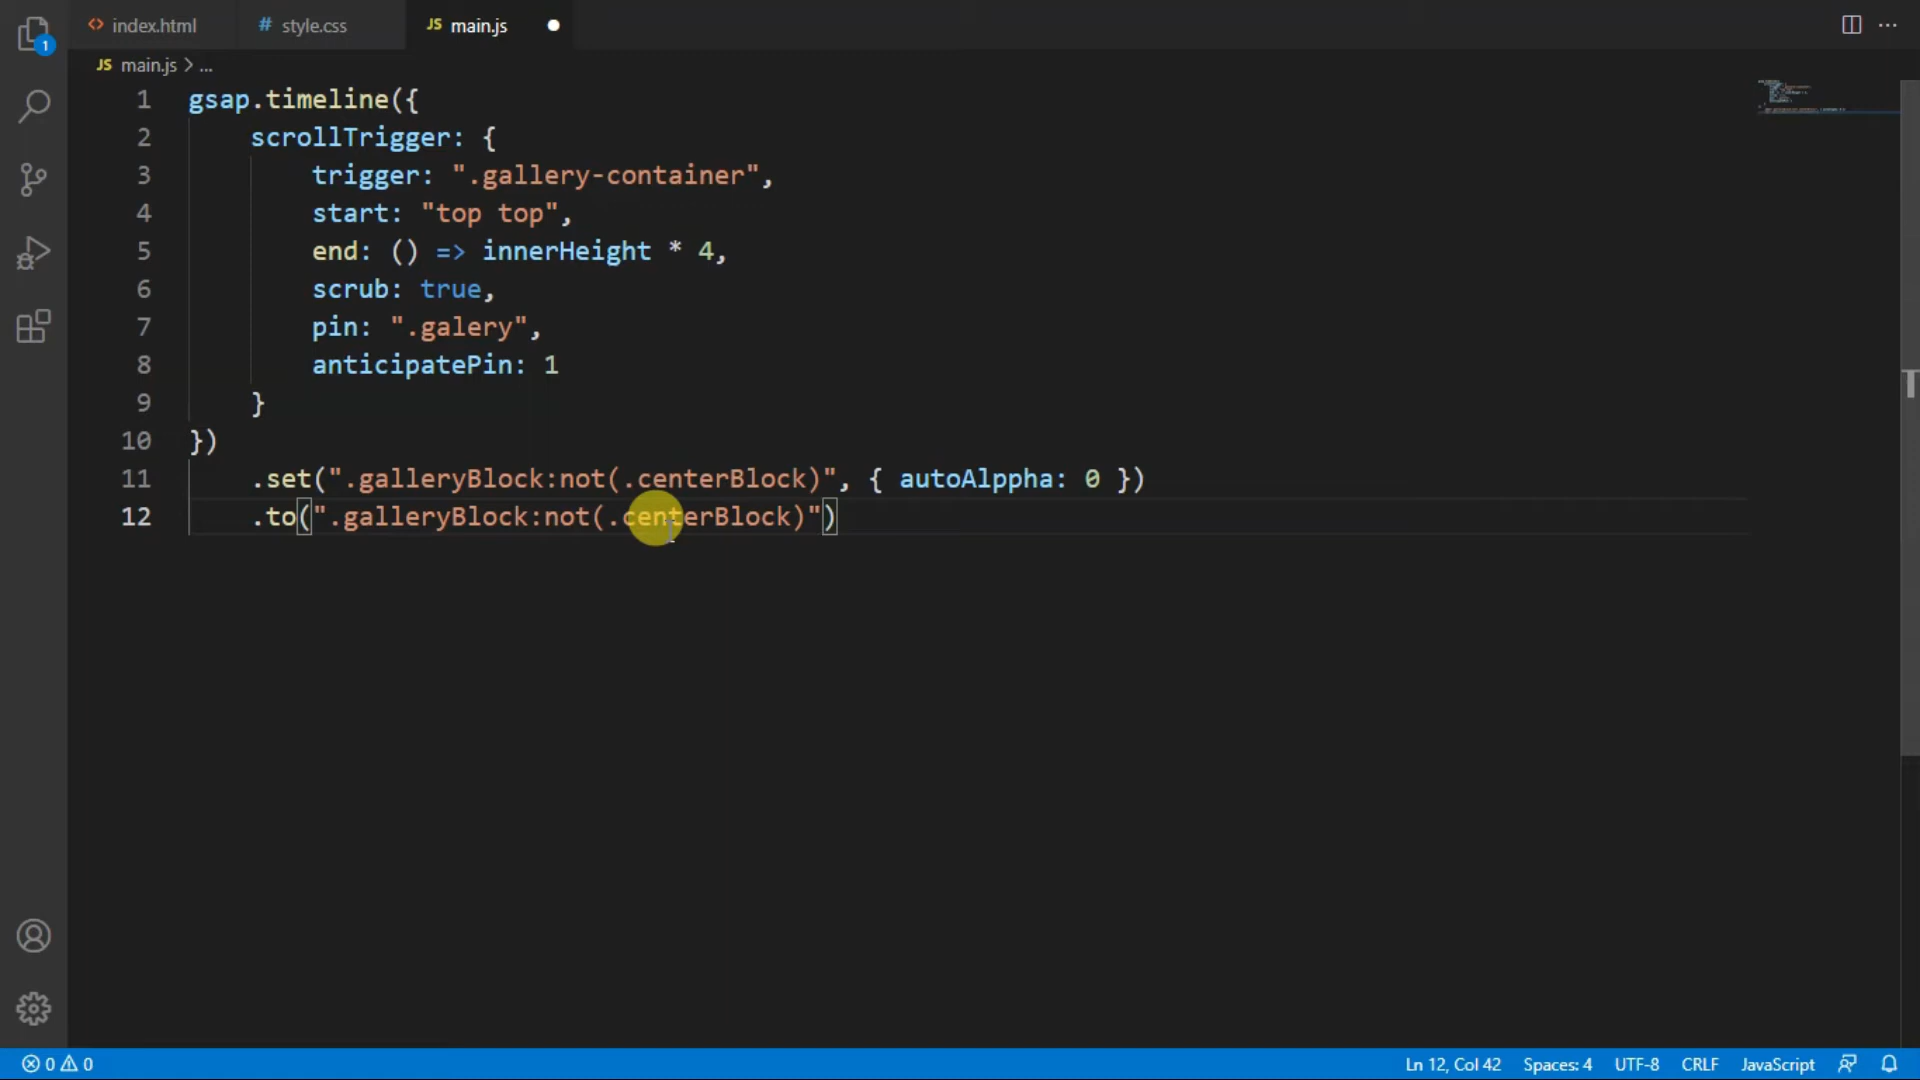 index.html
style.css
JS main.js
1
JS main.js > ...
1 gsap.timeline({
2 scrollTrigger: {
3 trigger: ".gallery-container",
4 start: "top top",
5 end: () => innerHeight * 4,
6 scrub: true,
7 pin: ".galery",
8 anticipatePin: 1
9 }
10 })
11 .set(".galleryBlock:not(.centerBlock)", { autoAlppha: 0 })
12 .to(".galleryBlock:not(.centerBlock)")
0 0 Ln 12, Col 42 Spaces: 4 UTF-8 CRLF JavaScript